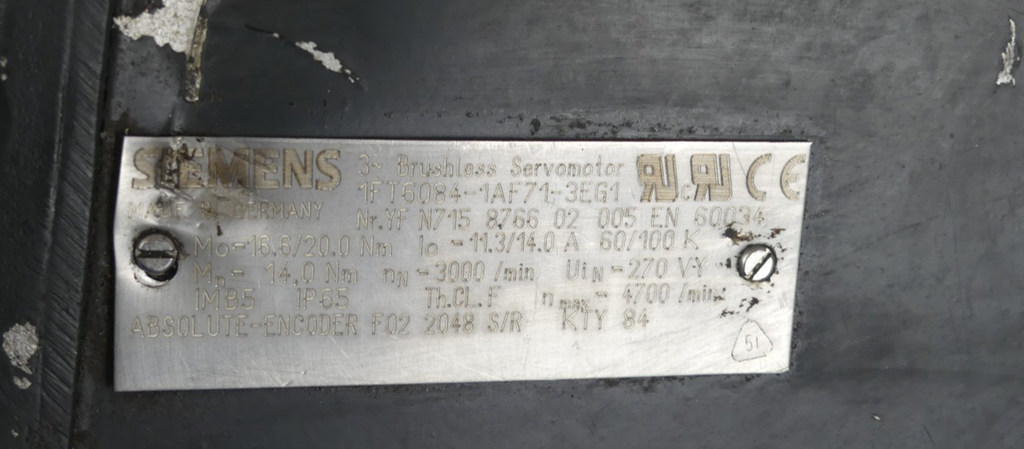 SIEMENS 3~ Brushless Servomotor
1FT6084-1AF71-3EG1
MADE IN GERMANY
Nr.YF N715 8766 02 005 EN 60034
Mo-16.6/20.0 Nm Io -11.3/14.0 A 60/100 K
Mn- 14,0 Nm nN -3000 /min UiN-270 V-Y
IMB5 IP65 Th.Cl.F nmax- 4700 /min
ABSOLUTE-ENCODER F02 2048 S/R KTY 84
51